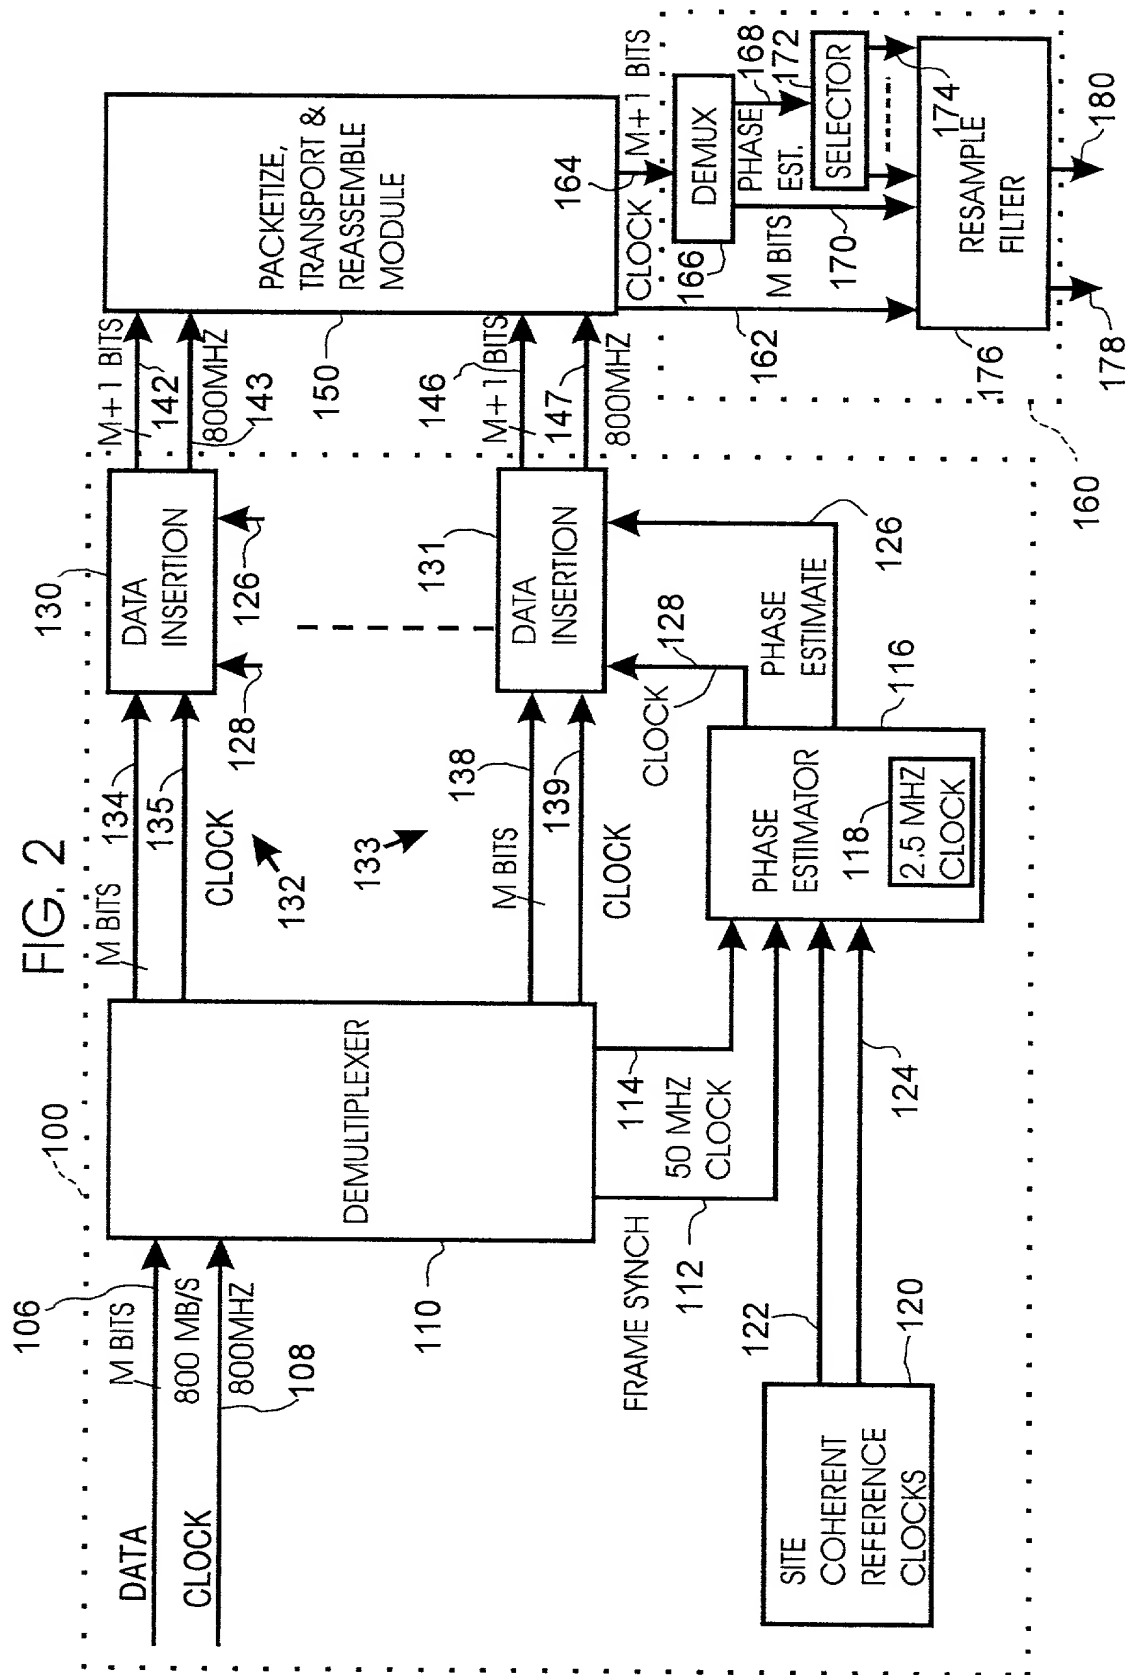 FIG. 2
100
106
DATA
M BITS
800 MB/S
CLOCK
800MHZ
108
DEMULTIPLEXER
110
FRAME SYNCH
112
50 MHZ
CLOCK
114
M BITS
134
135
CLOCK
132
133
M BITS
138
139
CLOCK
130
DATA
INSERTION
128
126
131
DATA
INSERTION
CLOCK
128
PHASE
ESTIMATE
126
PHASE
ESTIMATOR
116
118
2.5 MHZ
CLOCK
SITE
COHERENT
REFERENCE
CLOCKS
120
122
124
M+1 BITS
142
800MHZ
143
M+1 BITS
146
147
800MHZ
150
PACKETIZE,
TRANSPORT &
REASSEMBLE
MODULE
CLOCK
164
M+1 BITS
162
166
DEMUX
PHASE
EST.
168
172
M BITS
170
SELECTOR
174
RESAMPLE
FILTER
176
178
180
160